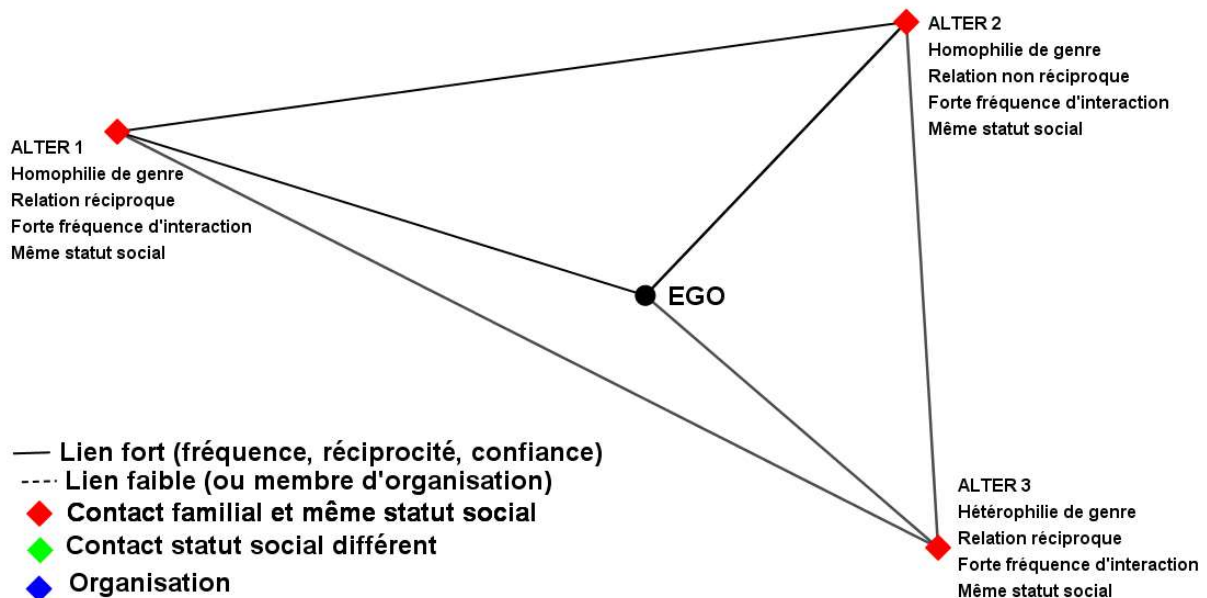 ALTER 2
Homophilie de genre
Relation non réciproque
Forte fréquence d'interaction
Même statut social
ALTER 1
Homophilie de genre
Relation réciproque
Forte fréquence d'interaction
Même statut social
EGO
Lien fort (fréquence, réciprocité, confiance)
Lien faible (ou membre d'organisation)
Contact familial et même statut social
Contact statut social différent
Organisation
ALTER 3
Hétérophilie de genre
Relation réciproque
Forte fréquence d'interaction
Même statut social